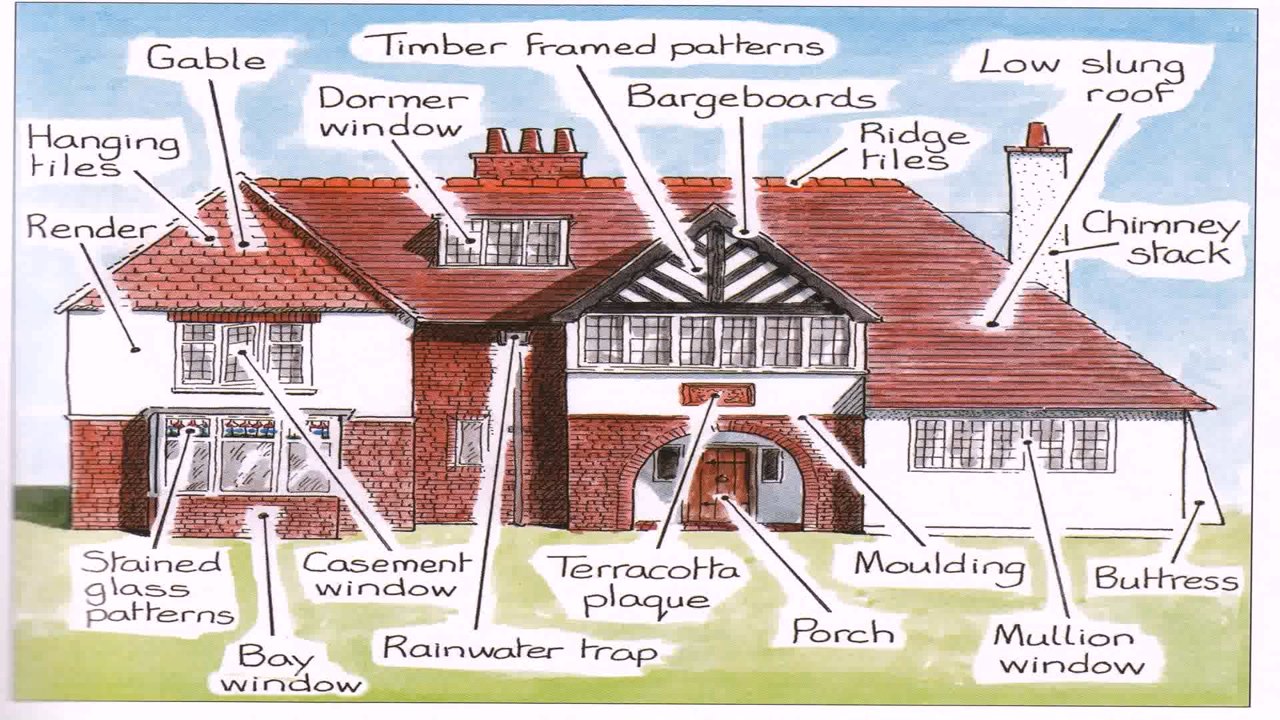 Timber framed patterns
Gable
Low slung
roof
Dormer
window
Bargeboards
Hanging
tiles
Ridge
tiles
Render
Chimney
stack
Stained
glass
patterns
Casement
window
Terracotta
plaque
Moulding
Buttress
Bay
window
Rainwater trap
Porch
Mullion
window